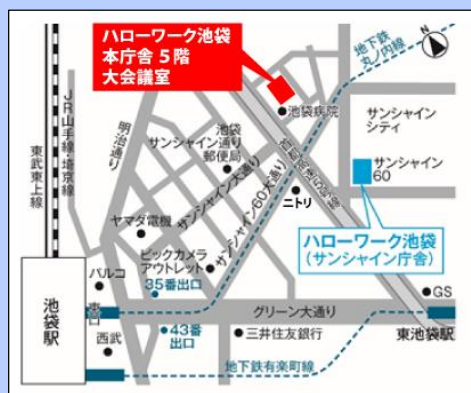 ハローワーク池袋
本庁舎 5階
大会議室
N
地下鉄
丸ノ内線
JR山手線・埼京線
東武東上線
明治通り
池袋病院
サンシャイン
シティ
池袋
サンシャイン通り
郵便局
首都高速5号線
サンシャイン
60
サンシャイン大通り
サンシャイン60大通り
ニトリ
ヤマダ電機
ハローワーク池袋
(サンシャイン庁舎)
ビックカメラ
アウトレット
パルコ
35番出口
GS
池袋駅
東口
グリーン大通り
西武
43番
出口
三井住友銀行
東池袋駅
地下鉄有楽町線